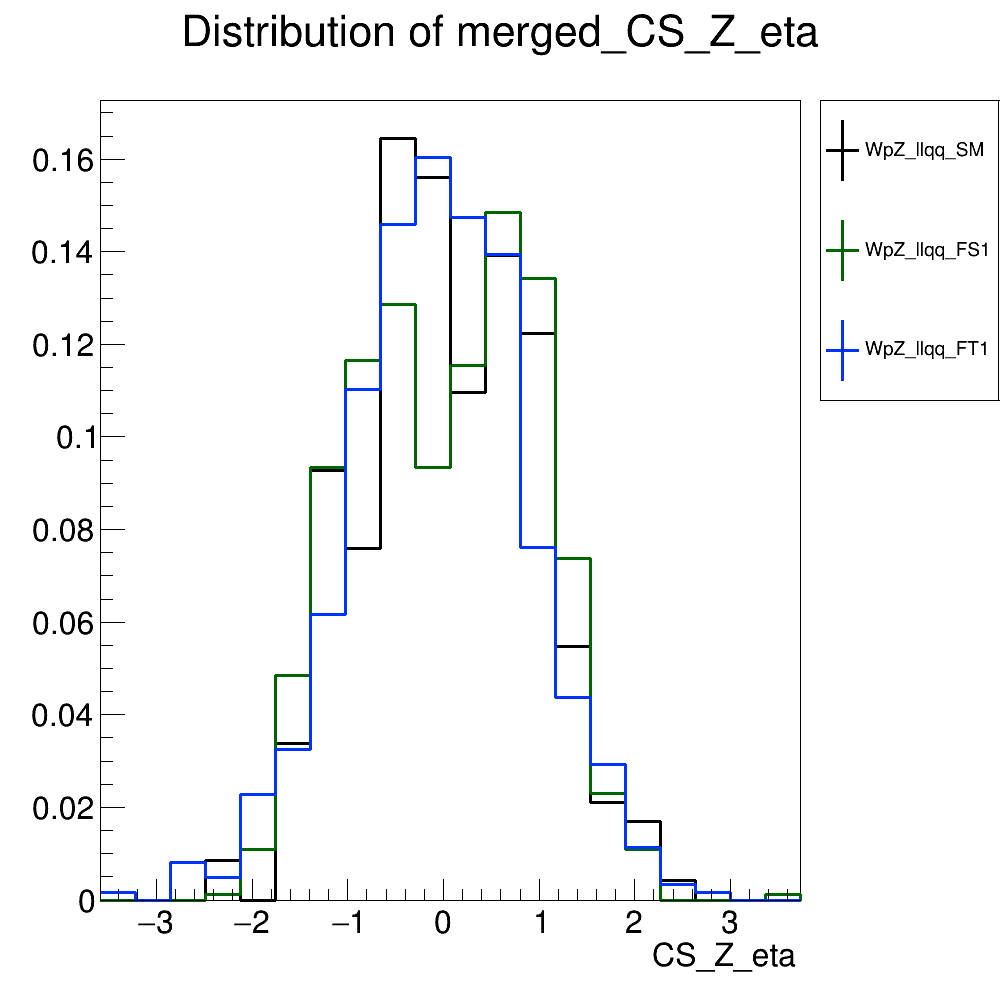 Distribution of merged_CS_Z_eta
WpZ_llqq_SM
WpZ_llqq_FS1
WpZ_llqq_FT1
0.16
0.14
0.12
0.1
0.08
0.06
0.04
0.02
0
−3 −2 −1 0 1 2 3
CS_Z_eta